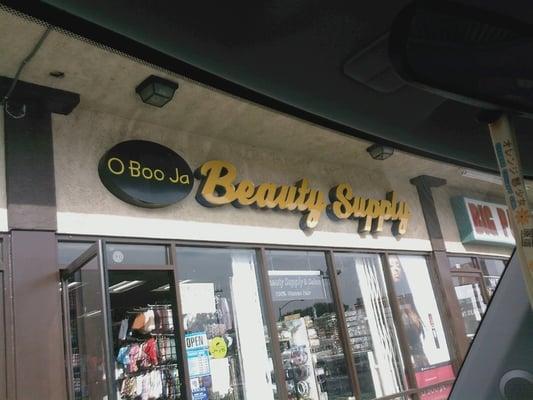 O Boo Ja
Beauty Supply
BIG
Beauty Supply & Salon
100% Human Hair
OPEN